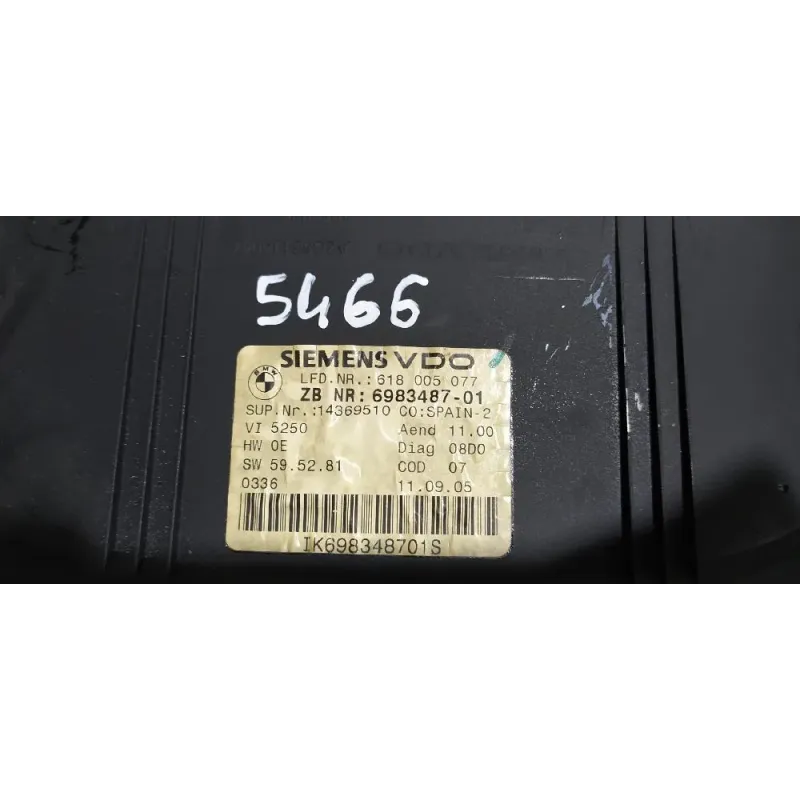 5466
SIEMENS VDO
BMW
LFD.NR.:618 005 077
ZB NR: 6983487-01
SUP.Nr.:14369510 CO:SPAIN-2
VI 5250 Aend 11.00
HW 0E Diag 08D0
SW 59.52.81 COD 07
0336 11.09.05
IK698348701S